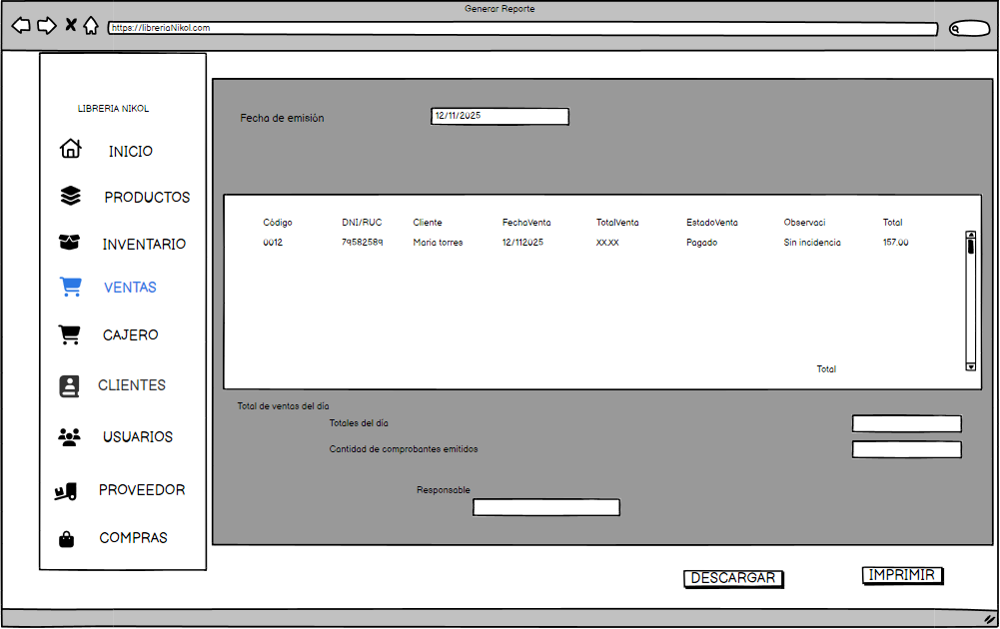 Generar Reporte
https://libreriaNikol.com
LIBRERIA NIKOL
INICIO
PRODUCTOS
INVENTARIO
VENTAS
CAJERO
CLIENTES
USUARIOS
PROVEEDOR
COMPRAS
Fecha de emisión 12/11/2025
Código DNI/RUC Cliente FechaVenta TotalVenta EstadoVenta Observaci Total
0012 79582589 Maria torres 12/112025 XX.XX Pagado Sin incidencia 157.00
Total
Total de ventas del día
Totales del día
Cantidad de comprobantes emitidos
Responsable
DESCARGAR IMPRIMIR